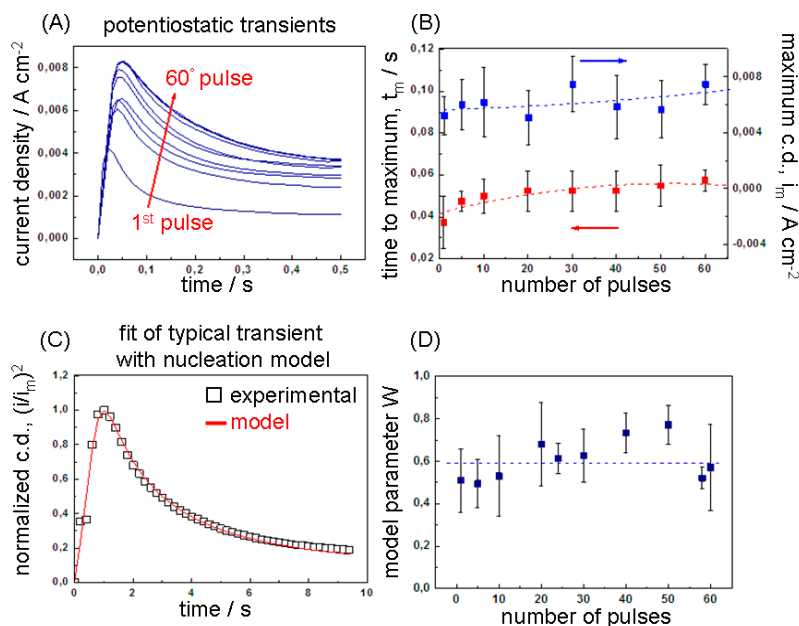 (A) potentiostatic transients
current density / A cm⁻²
0,008
0,006
0,004
0,002
0,000
60° pulse
1st pulse
0,0 0,1 0,2 0,3 0,4 0,5
time / s
(B)
time to maximum, tₘ / s
0,12
0,10
0,08
0,06
0,04
0,02
0,008
0,004
0,000
-0,004
maximum c.d., iₘ / A cm⁻²
0 10 20 30 40 50 60
number of pulses
(C) fit of typical transient
with nucleation model
normalized c.d., (i/iₘ)²
1,2
1,0
0,8
0,6
0,4
0,2
0,0
experimental
model
0 2 4 6 8 10
time / s
(D)
model parameter W
1,0
0,8
0,6
0,4
0,2
0,0
0 10 20 30 40 50 60
number of pulses